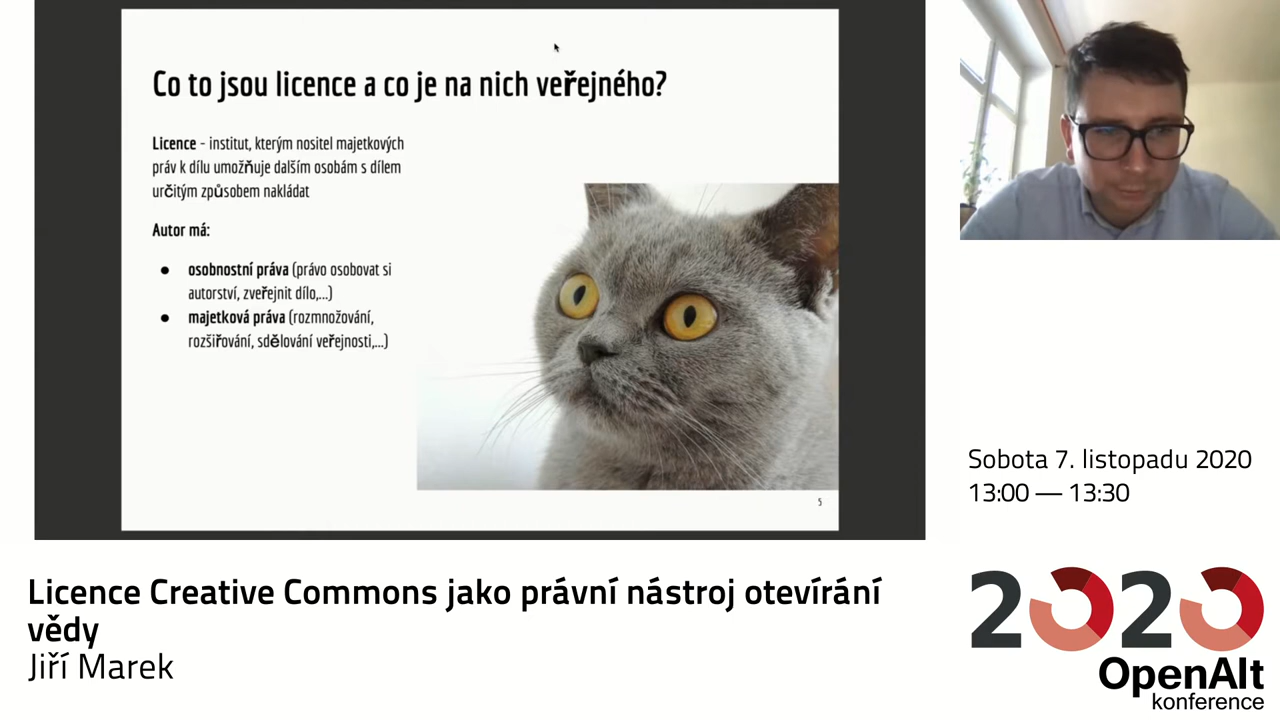 Co to jsou licence a co je na nich veřejného?
Licence - institut, kterým nositel majetkových
práv k dílu umožňuje dalším osobám s dílem
určitým způsobem nakládat
Autor má:
● osobnostní práva (právo osobovat si
autorství, zveřejnit dílo,...)
● majetková práva (rozmnožování,
rozšiřování, sdělování veřejnosti,...)
5
Sobota 7. listopadu 2020
13:00 — 13:30
Licence Creative Commons jako právní nástroj otevírání
vědy
Jiří Marek
2020
OpenAlt
konference